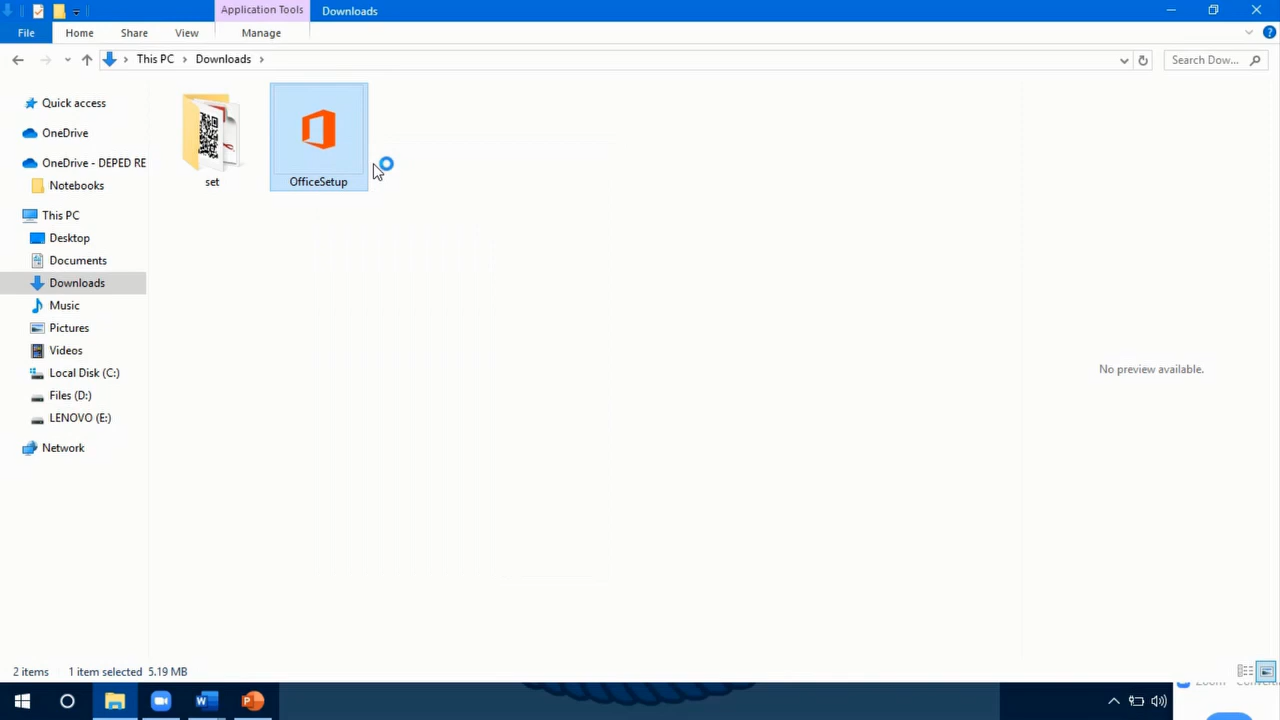 Application Tools
Downloads
File
Home
Share
View
Manage
This PC
Downloads
Search Dow...
Quick access
OneDrive
OneDrive - DEPED RE
Notebooks
This PC
Desktop
Documents
Downloads
Music
Pictures
Videos
Local Disk (C:)
Files (D:)
LENOVO (E:)
Network
set
OfficeSetup
No preview available.
2 items
1 item selected 5.19 MB